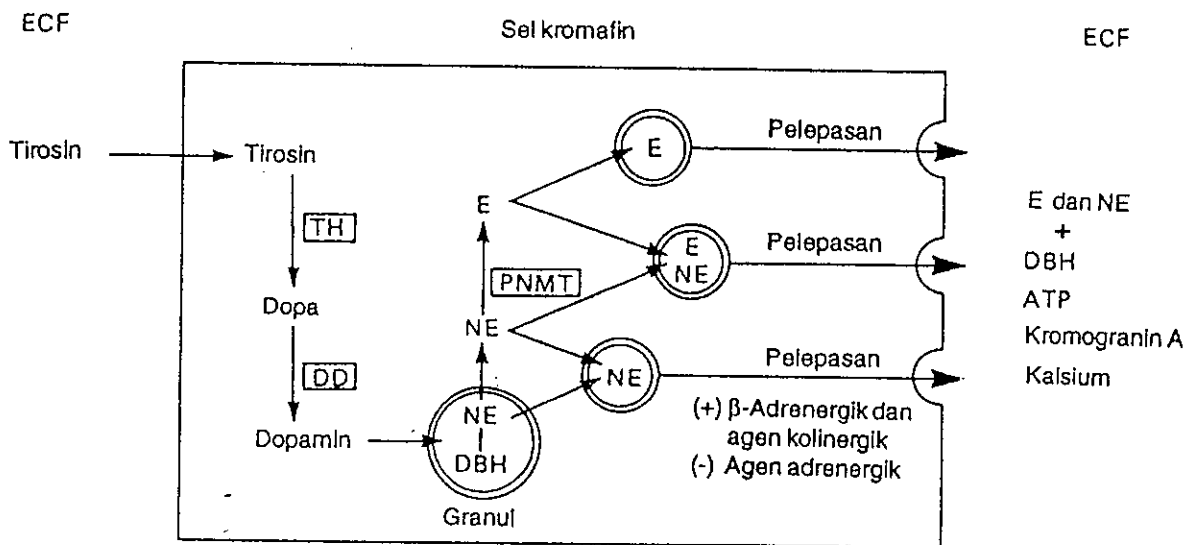 ECF
Sel kromafin
ECF
Tirosin
Tirosin
TH
Dopa
DD
Dopamin
NE
DBH
Granul
NE
PNMT
E
E
E
NE
NE
Pelepasan
Pelepasan
Pelepasan
(+) β-Adrenergik dan
agen kolinergik
(-) Agen adrenergik
E dan NE
+
DBH
ATP
Kromogranin A
Kalsium